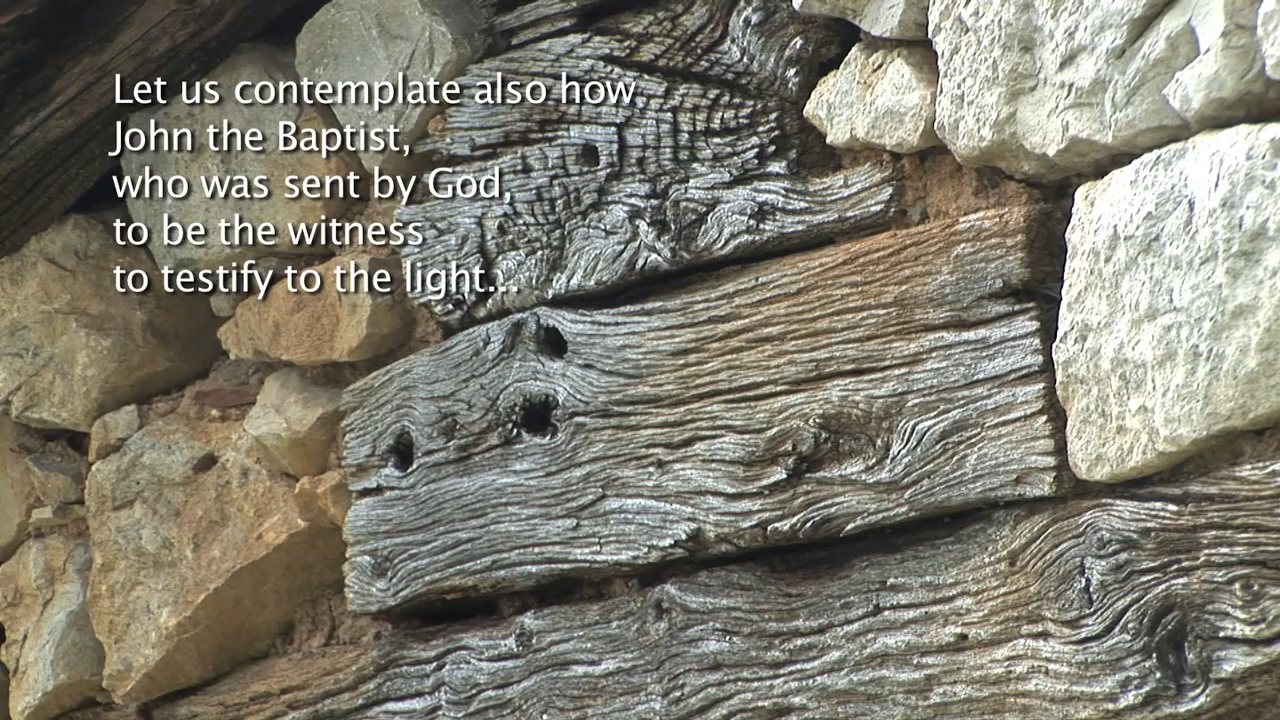 Let us contemplate also how
John the Baptist,
who was sent by God,
to be the witness
to testify to the light...